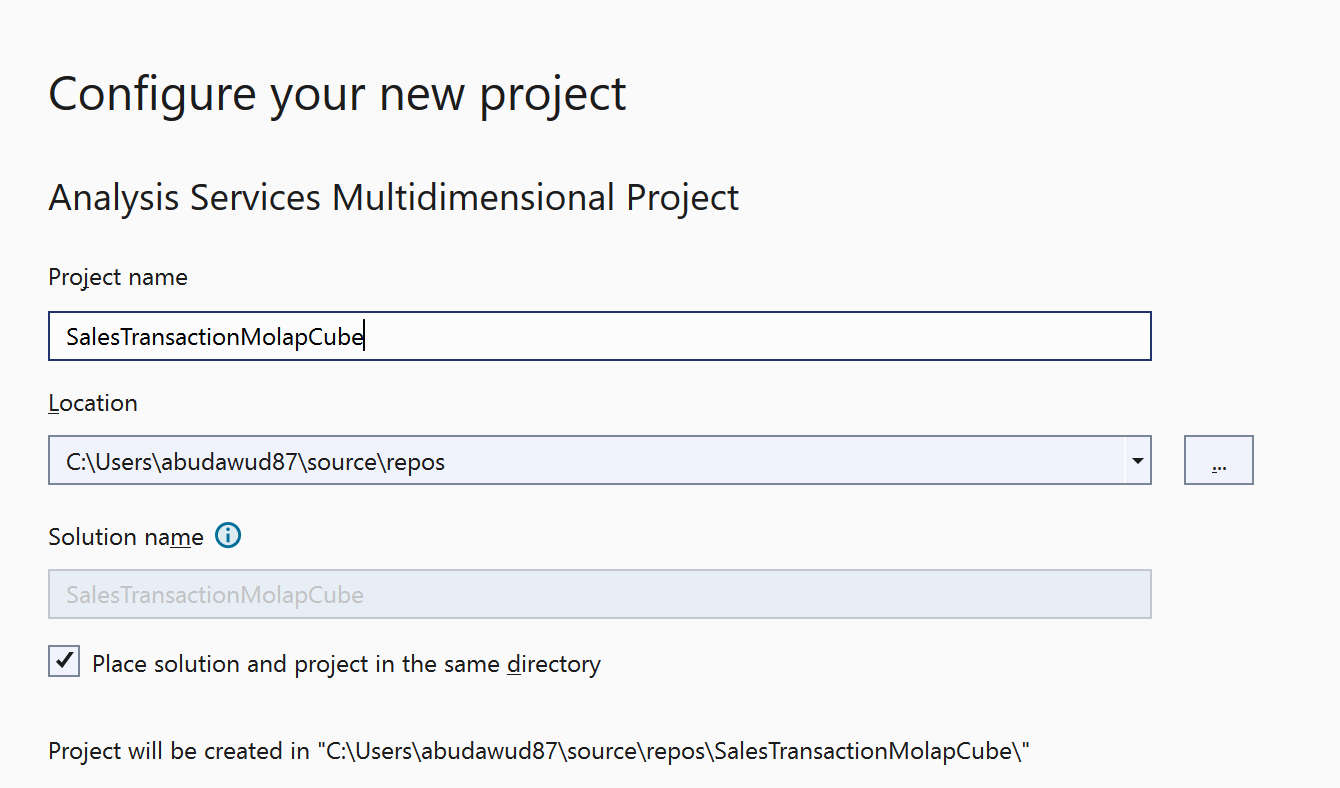 Configure your new project
Analysis Services Multidimensional Project
Project name
SalesTransactionMolapCube
Location
C:\Users\abudawud87\source\repos
...
Solution name
SalesTransactionMolapCube
Place solution and project in the same directory
Project will be created in "C:\Users\abudawud87\source\repos\SalesTransactionMolapCube\"